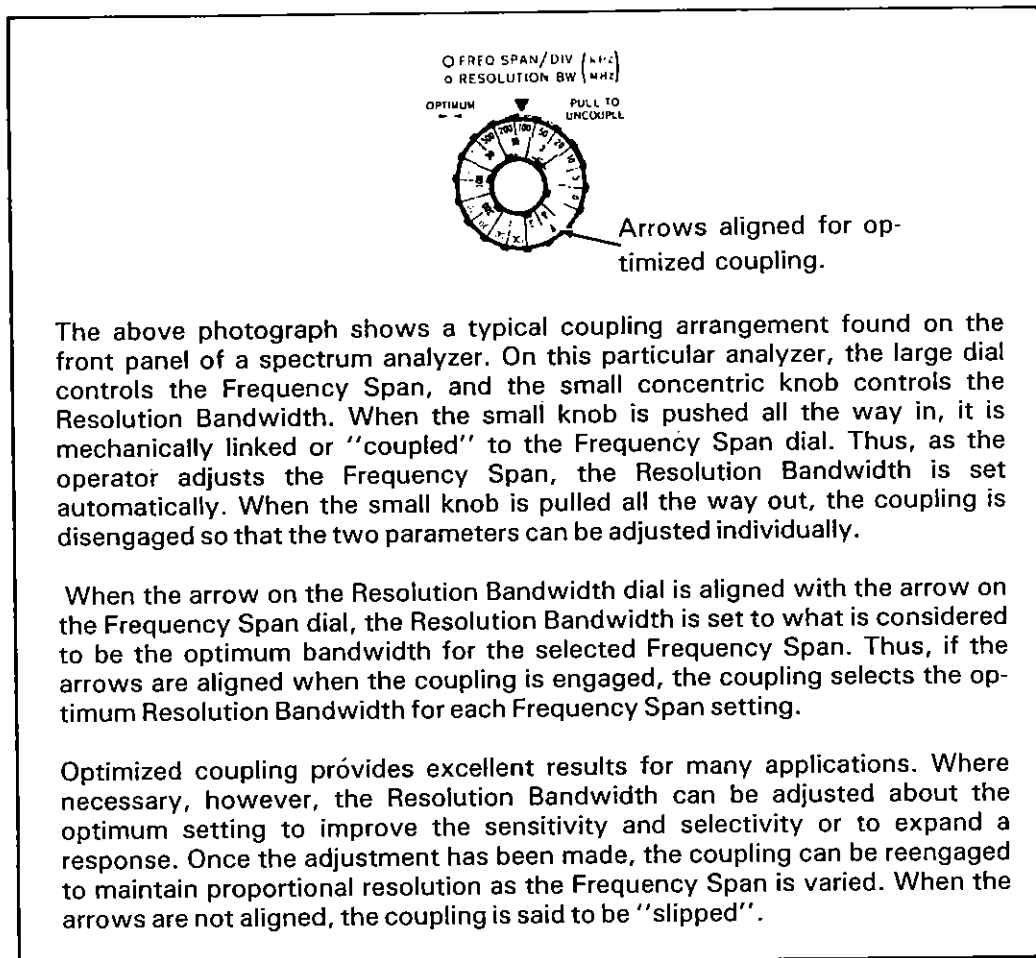 O FREQ SPAN/DIV (kHz)
o RESOLUTION BW (MHz)
OPTIMUM
PULL TO
UNCOUPLE
500 200 100 50 20 10 5
Arrows aligned for op-
timized coupling.
The above photograph shows a typical coupling arrangement found on the
front panel of a spectrum analyzer. On this particular analyzer, the large dial
controls the Frequency Span, and the small concentric knob controls the
Resolution Bandwidth. When the small knob is pushed all the way in, it is
mechanically linked or "coupled" to the Frequency Span dial. Thus, as the
operator adjusts the Frequency Span, the Resolution Bandwidth is set
automatically. When the small knob is pulled all the way out, the coupling is
disengaged so that the two parameters can be adjusted individually.
When the arrow on the Resolution Bandwidth dial is aligned with the arrow on
the Frequency Span dial, the Resolution Bandwidth is set to what is considered
to be the optimum bandwidth for the selected Frequency Span. Thus, if the
arrows are aligned when the coupling is engaged, the coupling selects the op-
timum Resolution Bandwidth for each Frequency Span setting.
Optimized coupling provides excellent results for many applications. Where
necessary, however, the Resolution Bandwidth can be adjusted about the
optimum setting to improve the sensitivity and selectivity or to expand a
response. Once the adjustment has been made, the coupling can be reengaged
to maintain proportional resolution as the Frequency Span is varied. When the
arrows are not aligned, the coupling is said to be "slipped".